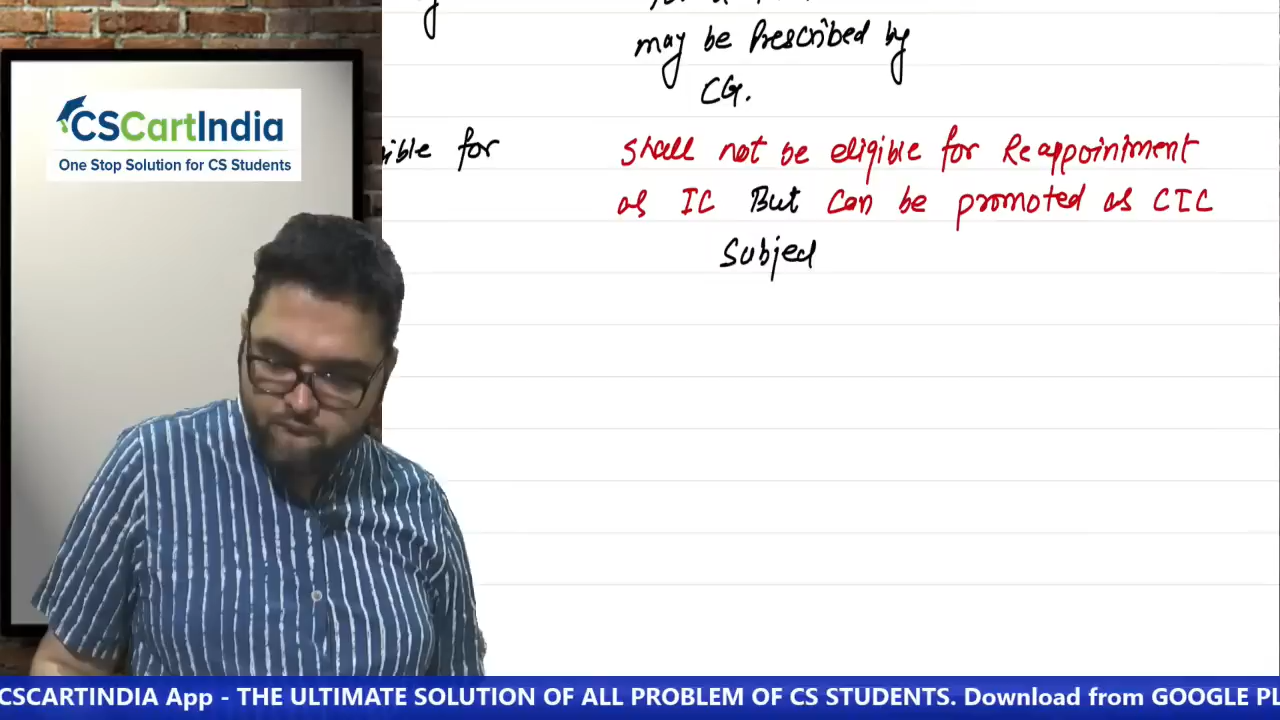 may be Prescribed by
CG.
CSCartIndia
One Stop Solution for CS Students
for
Shall not be eligible for Reappointment
as IC But Can be promoted as CIC
Subject
CSCARTINDIA App - THE ULTIMATE SOLUTION OF ALL PROBLEM OF CS STUDENTS. Download from GOOGLE